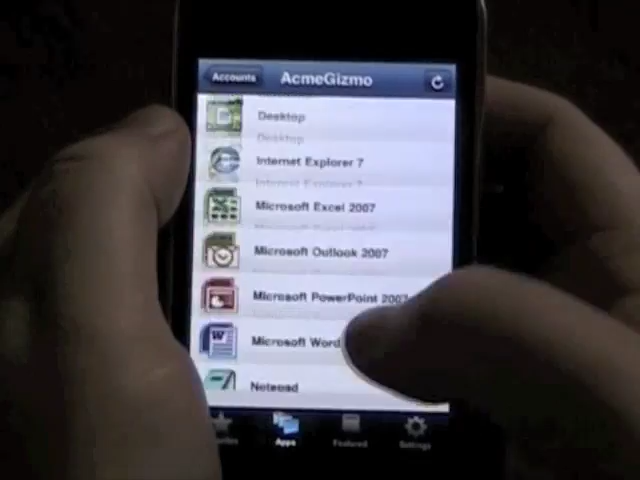 Accounts
AcmeGizmo
Desktop
Desktop
Internet Explorer 7
Internet Explorer 7
Microsoft Excel 2007
Microsoft Outlook 2007
Microsoft PowerPoint 2007
Microsoft Word
Notepad
Apps
Featured
Settings